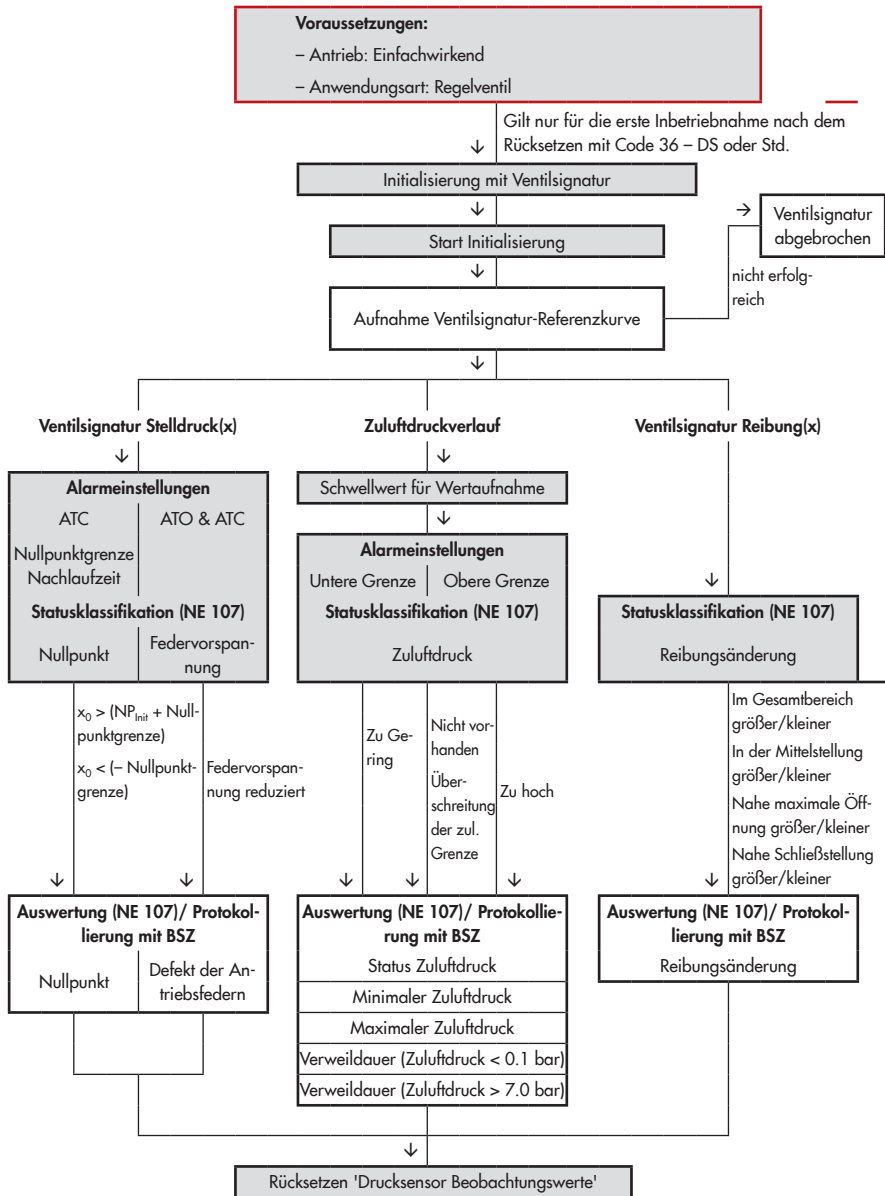 Voraussetzungen:
– Antrieb: Einfachwirkend
– Anwendungsart: Regelventil
Gilt nur für die erste Inbetriebnahme nach dem
Rücksetzen mit Code 36 – DS oder Std.
Initialisierung mit Ventilsignatur
Start Initialisierung
Ventilsignatur
abgebrochen
nicht erfolg-
reich
Aufnahme Ventilsignatur-Referenzkurve
Ventilsignatur Stelldruck(x)
Alarmeinstellungen
ATC
ATO & ATC
Nullpunktgrenze
Nachlaufzeit
Statusklassifikation (NE 107)
Nullpunkt
Federvorspan-
nung
x0 > (NPInit + Null-
punktgrenze)
x0 < (– Nullpunkt-
grenze)
Federvorspan-
nung reduziert
Auswertung (NE 107)/ Protokol-
lierung mit BSZ
Nullpunkt
Defekt der An-
triebsfedern
Zuluftdruckverlauf
Schwellwert für Wertaufnahme
Alarmeinstellungen
Untere Grenze
Obere Grenze
Statusklassifikation (NE 107)
Zuluftdruck
Zu Ge-
ring
Nicht vor-
handen
Über-
schreitung
der zul.
Grenze
Zu hoch
Auswertung (NE 107)/ Protokollie-
rung mit BSZ
Status Zuluftdruck
Minimaler Zuluftdruck
Maximaler Zuluftdruck
Verweildauer (Zuluftdruck < 0.1 bar)
Verweildauer (Zuluftdruck > 7.0 bar)
Ventilsignatur Reibung(x)
Statusklassifikation (NE 107)
Reibungsänderung
Im Gesamtbereich
größer/kleiner
In der Mittelstellung
größer/kleiner
Nahe maximale Öff-
nung größer/kleiner
Nahe Schließstellung
größer/kleiner
Auswertung (NE 107)/ Protokol-
lierung mit BSZ
Reibungsänderung
Rücksetzen 'Drucksensor Beobachtungswerte'